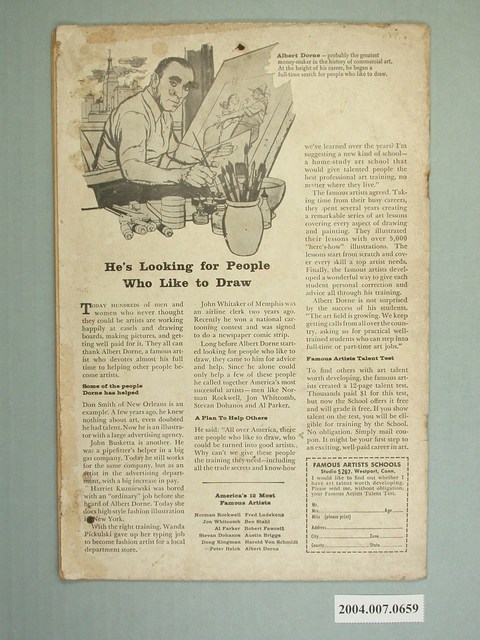 Albert Dorne – probably the greatest
money-maker in the history of commercial art.
At the height of his career, he began a
full-time search for people who like to draw.
He's Looking for People
Who Like to Draw
TODAY HUNDREDS of men and
women who never thought
they could be artists are working
happily at easels and drawing
boards, making pictures, and get-
ting well paid for it. They all can
thank Albert Dorne, a famous art-
ist who devotes almost his full
time to helping other people be-
come artists.
Some of the people
Dorne has helped
Don Smith of New Orleans is an
example. A few years ago, he knew
nothing about art, even doubted
he had talent. Now he is an illustra-
tor with a large advertising agency.
John Busketta is another. He
was a pipefitter's helper in a big
gas company. Today he still works
for the same company, but as an
artist in the advertising depart-
ment, with a big increase in pay.
Harriet Kuzniewski was bored
with an "ordinary" job before she
heard of Albert Dorne. Today she
does high-style fashion illustration
New York.
With the right training, Wanda
Pickulski gave up her typing job
to become fashion artist for a local
department store.
John Whitaker of Memphis was
an airline clerk two years ago.
Recently he won a national car-
tooning contest and was signed
to do a newspaper comic strip.
Long before Albert Dorne start-
ed looking for people who like to
draw, they came to him for advice
and help. Since he alone could
only help a few of these people
he called together America's most
successful artists—men like Nor-
man Rockwell, Jon Whitcomb,
Stevan Dohanos and Al Parker.
A Plan To Help Others
He said: "All over America, there
are people who like to draw, who
could be turned into good artists.
Why can't we give these people
the training they need—including
all the trade secrets and know-how
America's 12 Most
Famous Artists
Norman Rockwell Fred Ludekens
Jon Whitcomb Ben Stahl
Al Parker Robert Fawcett
Stevan Dohanos Austin Briggs
Dong Kingman Harold Von Schmidt
Peter Helck Albert Dorne
we've learned over the years? I'm
suggesting a new kind of school—
a home-study art school that
would give talented people the
best professional art training, no
matter where they live."
The famous artists agreed. Tak-
ing time from their busy careers,
they spent several years creating
a remarkable series of art lessons
covering every aspect of drawing
and painting. They illustrated
their lessons with over 5,000
"here's-how" illustrations. The
lessons start from scratch and cov-
er every skill a top artist needs.
Finally, the famous artists devel-
oped a wonderful way to give each
student personal correction and
advice all through his training.
Albert Dorne is not surprised
by the success of his students.
"The art field is growing. We keep
getting calls from all over the coun-
try, asking us for practical well-
trained students who can step into
full-time or part-time art jobs."
Famous Artists Talent Test
To find others with art talent
worth developing, the famous art-
ists created a 12-page talent test.
Thousands paid $1 for this test,
but now the School offers it free
and will grade it free. If you show
talent on the test, you will be eli-
gible for training by the School.
No obligation. Simply mail cou-
pon. It might be your first step to
an exciting, well-paid career in art.
FAMOUS ARTISTS SCHOOLS
Studio 5267, Westport, Conn.
I would like to find out whether I
have art talent worth developing.
Please send me, without obligation,
your Famous Artists Talent Test.
Mr.
Mrs. Age
Miss (please print)
Address
City Zone
County State
2004.007.0659